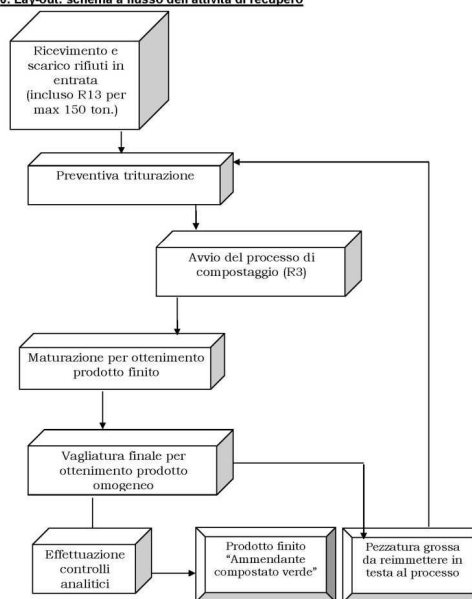 Lay-out: schema a flusso dell'attività di recupero
Ricevimento e
scarico rifiuti in
entrata
(incluso R13 per
max 150 ton.)
Preventiva triturazione
Avvio del processo di
compostaggio (R3)
Maturazione per ottenimento
prodotto finito
Vagliatura finale per
ottenimento prodotto
omogeneo
Effettuazione
controlli
analitici
Prodotto finito
“Ammendante
compostato verde”
Pezzatura grossa
da reimmettere in
testa al processo